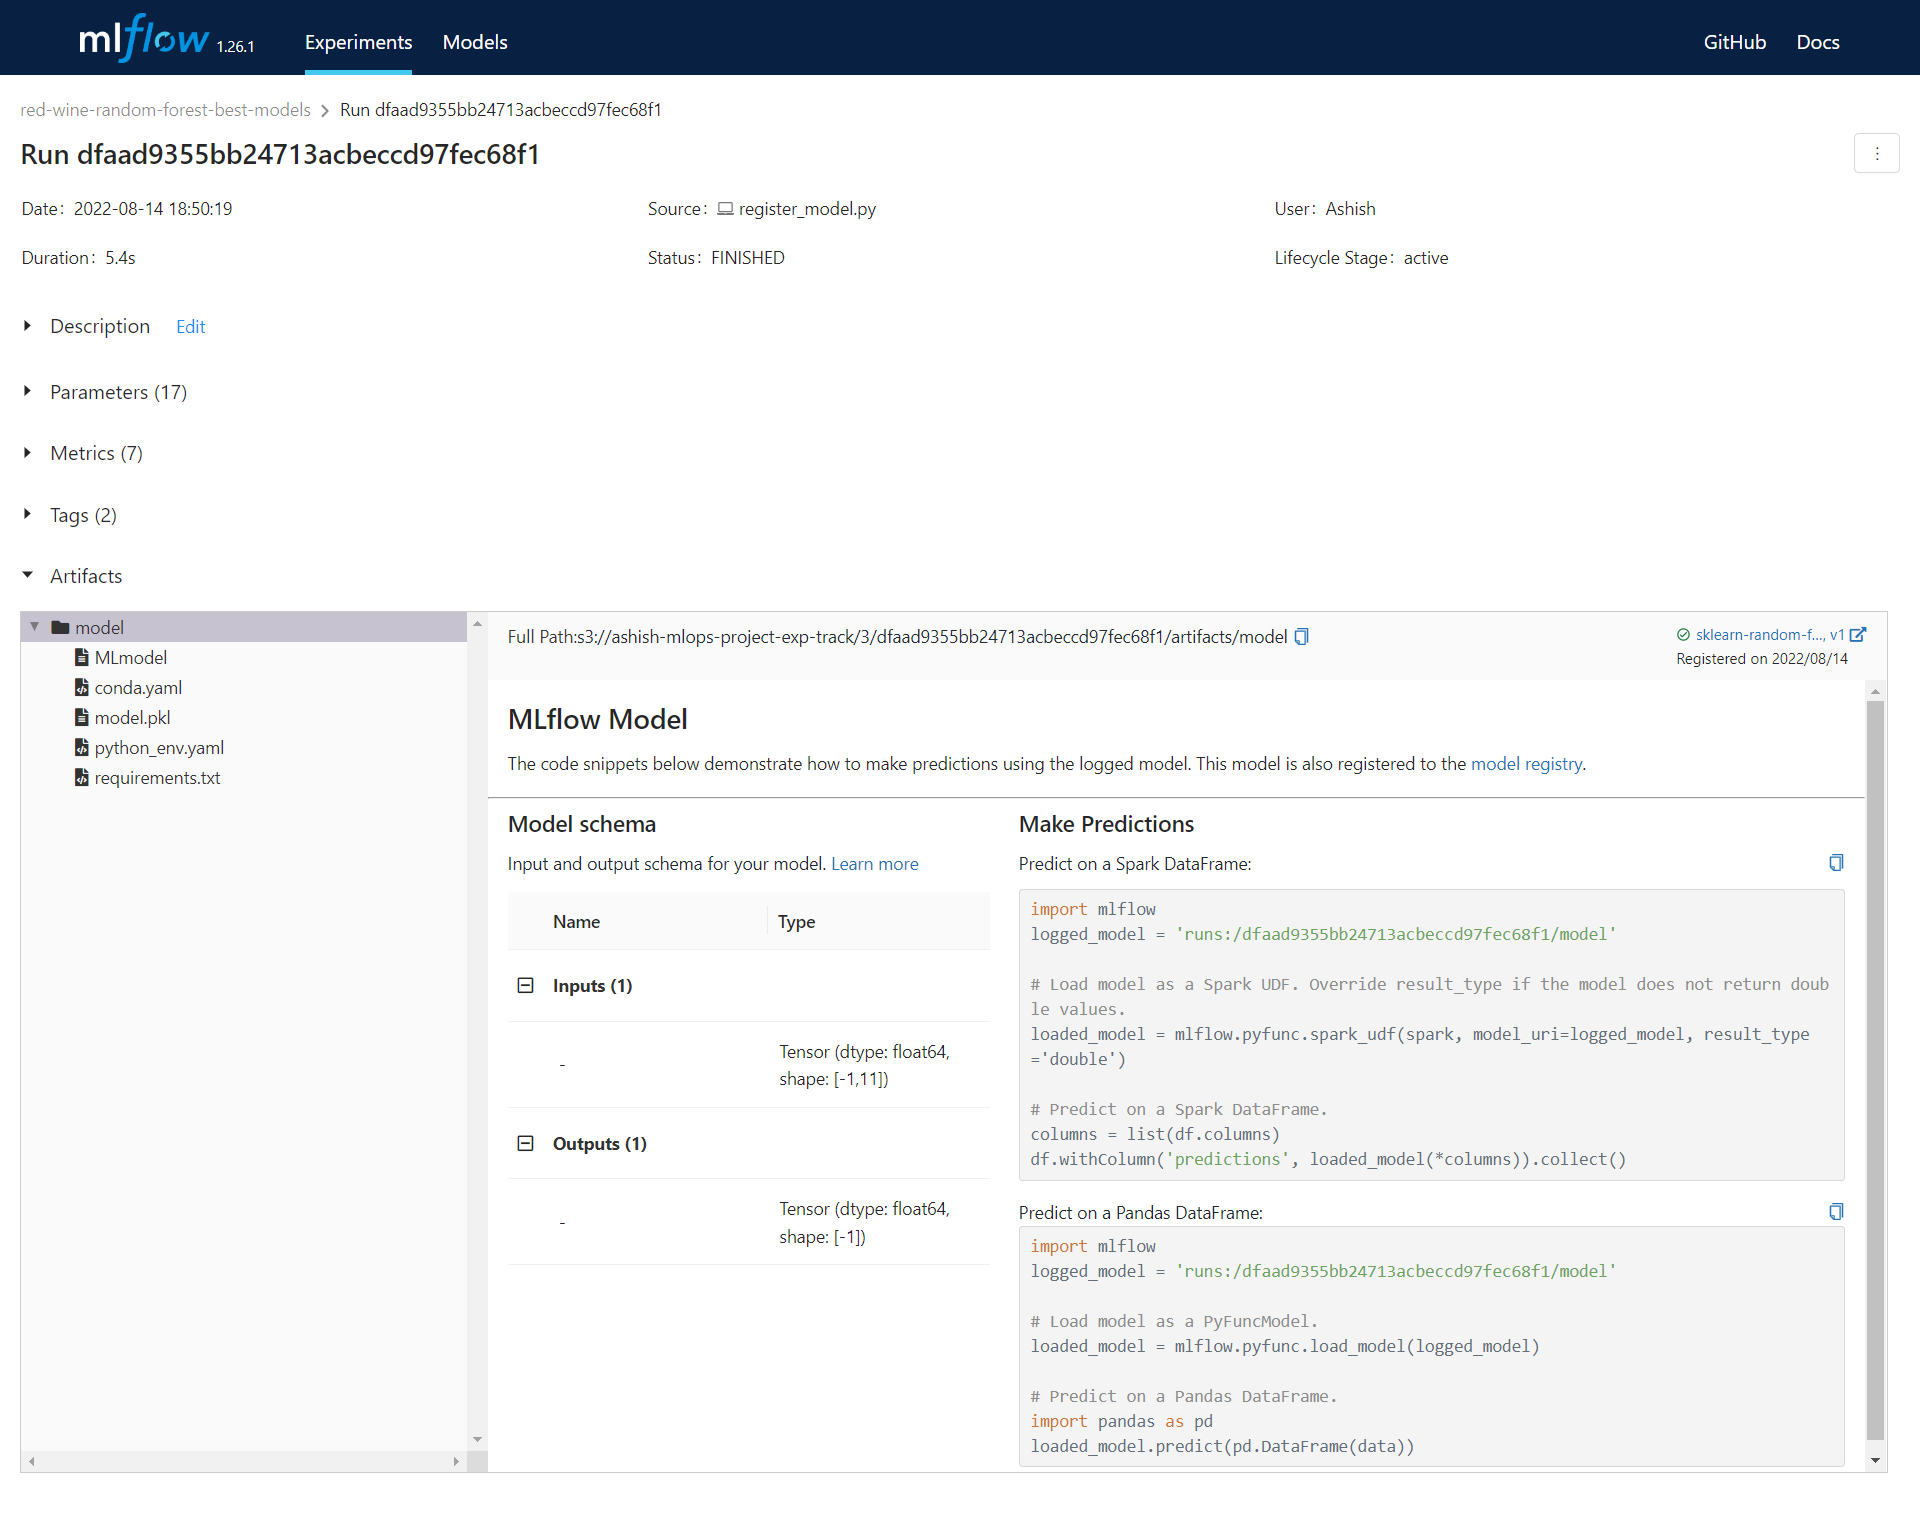 mlflow 1.26.1 Experiments Models GitHub Docs
red-wine-random-forest-best-models > Run dfaad9355bb24713acbeccd97fec68f1
Run dfaad9355bb24713acbeccd97fec68f1
Date: 2022-08-14 18:50:19 Source: register_model.py User: Ashish
Duration: 5.4s Status: FINISHED Lifecycle Stage: active
Description Edit
Parameters (17)
Metrics (7)
Tags (2)
Artifacts
model
MLmodel
conda.yaml
model.pkl
python_env.yaml
requirements.txt
Full Path:s3://ashish-mlops-project-exp-track/3/dfaad9355bb24713acbeccd97fec68f1/artifacts/model
sklearn-random-f..., v1
Registered on 2022/08/14
MLflow Model
The code snippets below demonstrate how to make predictions using the logged model. This model is also registered to the model registry.
Model schema
Input and output schema for your model. Learn more
Name Type
Inputs (1)
- Tensor (dtype: float64,
shape: [-1,11])
Outputs (1)
- Tensor (dtype: float64,
shape: [-1])
Make Predictions
Predict on a Spark DataFrame:
import mlflow
logged_model = 'runs:/dfaad9355bb24713acbeccd97fec68f1/model'
# Load model as a Spark UDF. Override result_type if the model does not return doub
le values.
loaded_model = mlflow.pyfunc.spark_udf(spark, model_uri=logged_model, result_type
='double')
# Predict on a Spark DataFrame.
columns = list(df.columns)
df.withColumn('predictions', loaded_model(*columns)).collect()
Predict on a Pandas DataFrame:
import mlflow
logged_model = 'runs:/dfaad9355bb24713acbeccd97fec68f1/model'
# Load model as a PyFuncModel.
loaded_model = mlflow.pyfunc.load_model(logged_model)
# Predict on a Pandas DataFrame.
import pandas as pd
loaded_model.predict(pd.DataFrame(data))